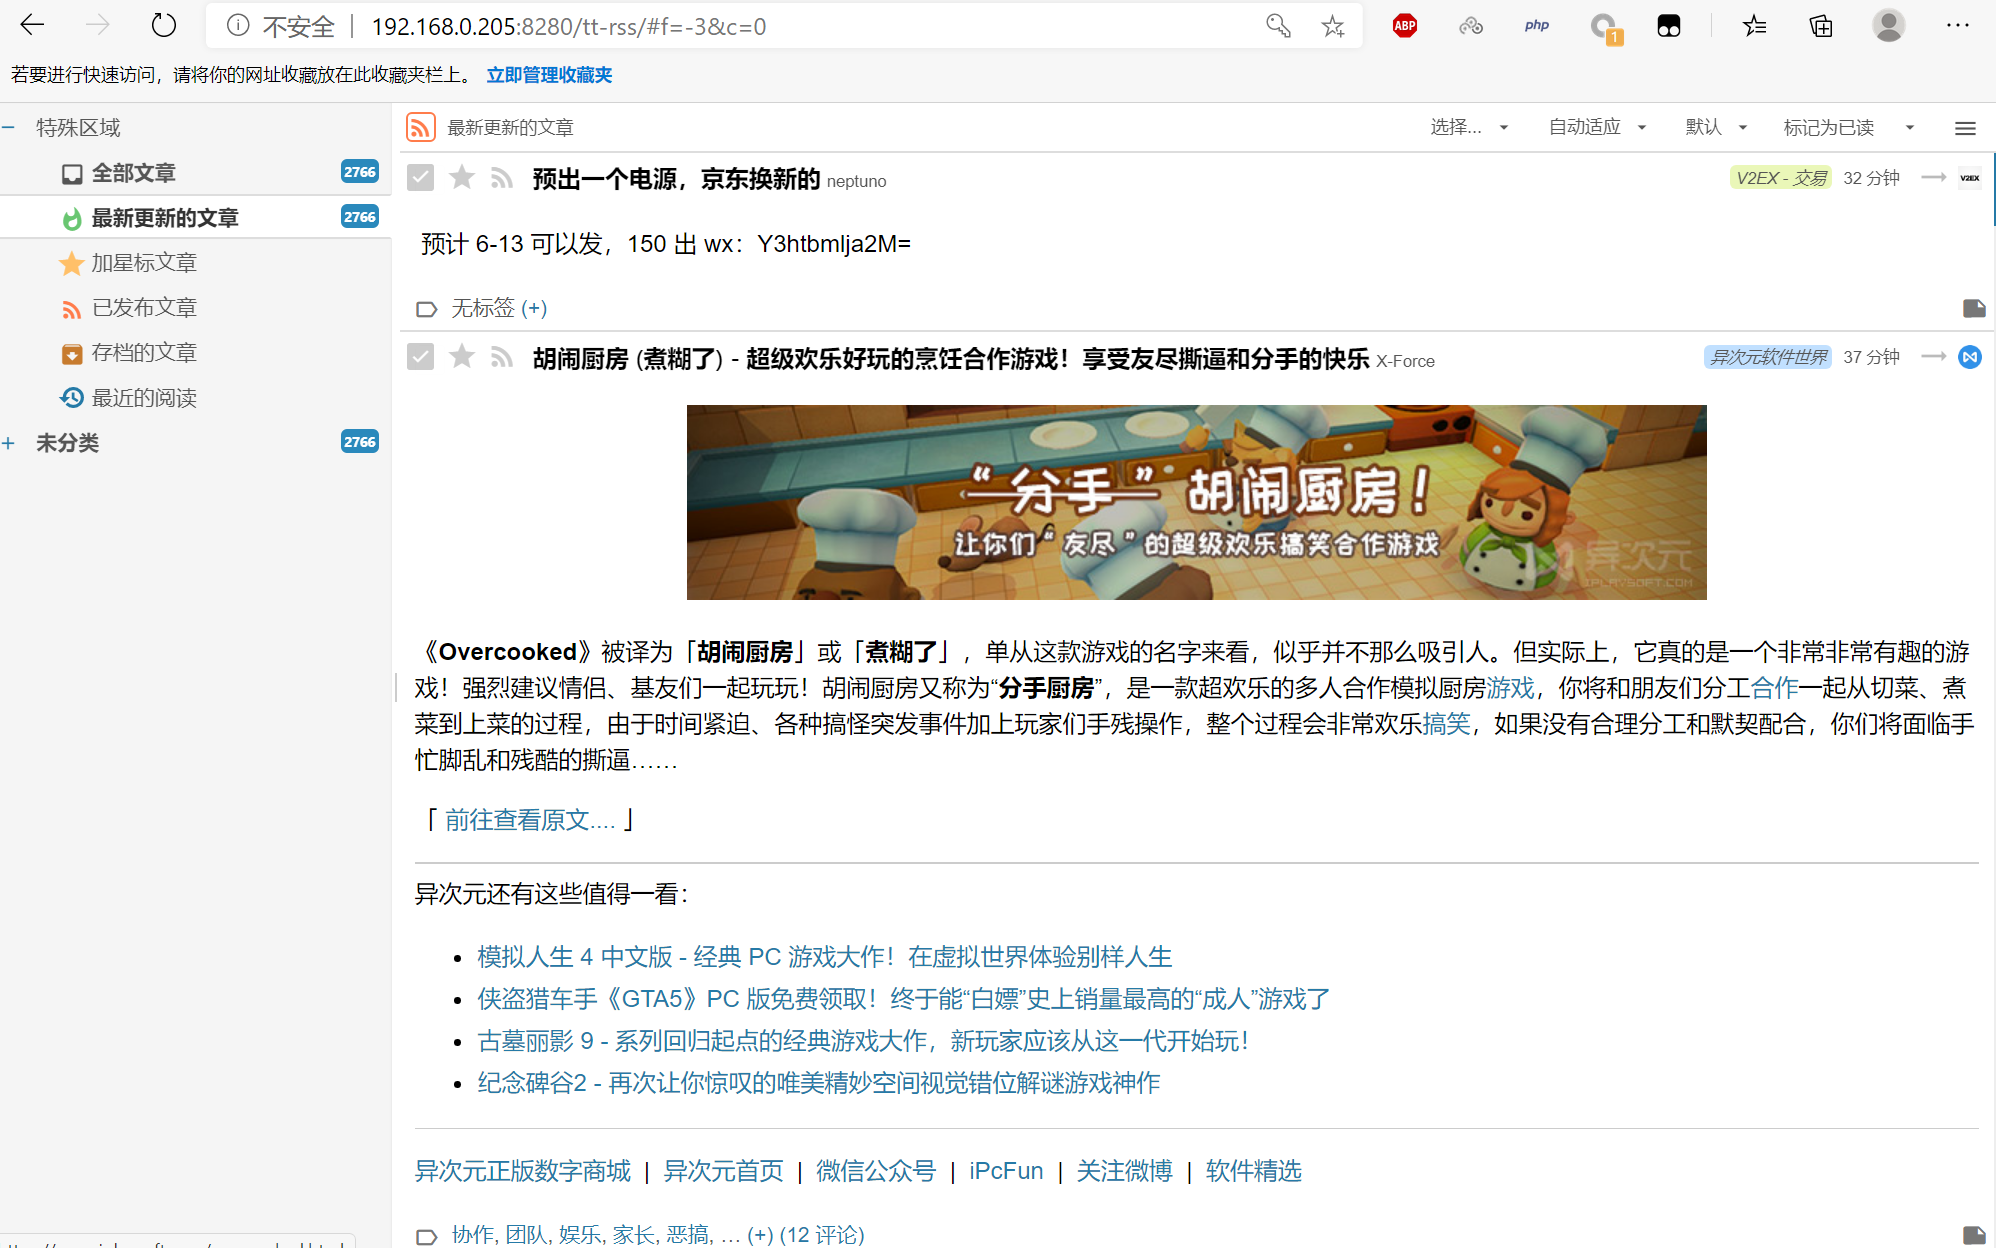 不安全 | 192.168.0.205:8280/tt-rss/#f=-3&c=0
ABP
php
1
若要进行快速访问，请将你的网址收藏放在此收藏夹栏上。 立即管理收藏夹
特殊区域
全部文章 2766
最新更新的文章 2766
加星标文章
已发布文章
存档的文章
最近的阅读
未分类 2766
最新更新的文章 选择... 自动适应 默认 标记为已读
预出一个电源，京东换新的 neptuno V2EX - 交易 32 分钟 V2EX
预计 6-13 可以发，150 出 wx：Y3htbmlja2M=
无标签 (+)
胡闹厨房 (煮糊了) - 超级欢乐好玩的烹饪合作游戏！享受友尽撕逼和分手的快乐 X-Force 异次元软件世界 37 分钟
“分手” 胡闹厨房！
让你们“友尽”的超级欢乐搞笑合作游戏
异次元
IPLAYSOFT.COM
《Overcooked》被译为「胡闹厨房」或「煮糊了」，单从这款游戏的名字来看，似乎并不那么吸引人。但实际上，它真的是一个非常非常有趣的游
戏！强烈建议情侣、基友们一起玩玩！胡闹厨房又称为“分手厨房”，是一款超欢乐的多人合作模拟厨房游戏，你将和朋友们分工合作一起从切菜、煮
菜到上菜的过程，由于时间紧迫、各种搞怪突发事件加上玩家们手残操作，整个过程会非常欢乐搞笑，如果没有合理分工和默契配合，你们将面临手
忙脚乱和残酷的撕逼……
「 前往查看原文.... 」
异次元还有这些值得一看：
• 模拟人生 4 中文版 - 经典 PC 游戏大作！在虚拟世界体验别样人生
• 侠盗猎车手《GTA5》PC 版免费领取！终于能“白嫖”史上销量最高的“成人”游戏了
• 古墓丽影 9 - 系列回归起点的经典游戏大作，新玩家应该从这一代开始玩！
• 纪念碑谷2 - 再次让你惊叹的唯美精妙空间视觉错位解谜游戏神作
异次元正版数字商城 | 异次元首页 | 微信公众号 | iPcFun | 关注微博 | 软件精选
协作, 团队, 娱乐, 家长, 恶搞, … (+) (12 评论)